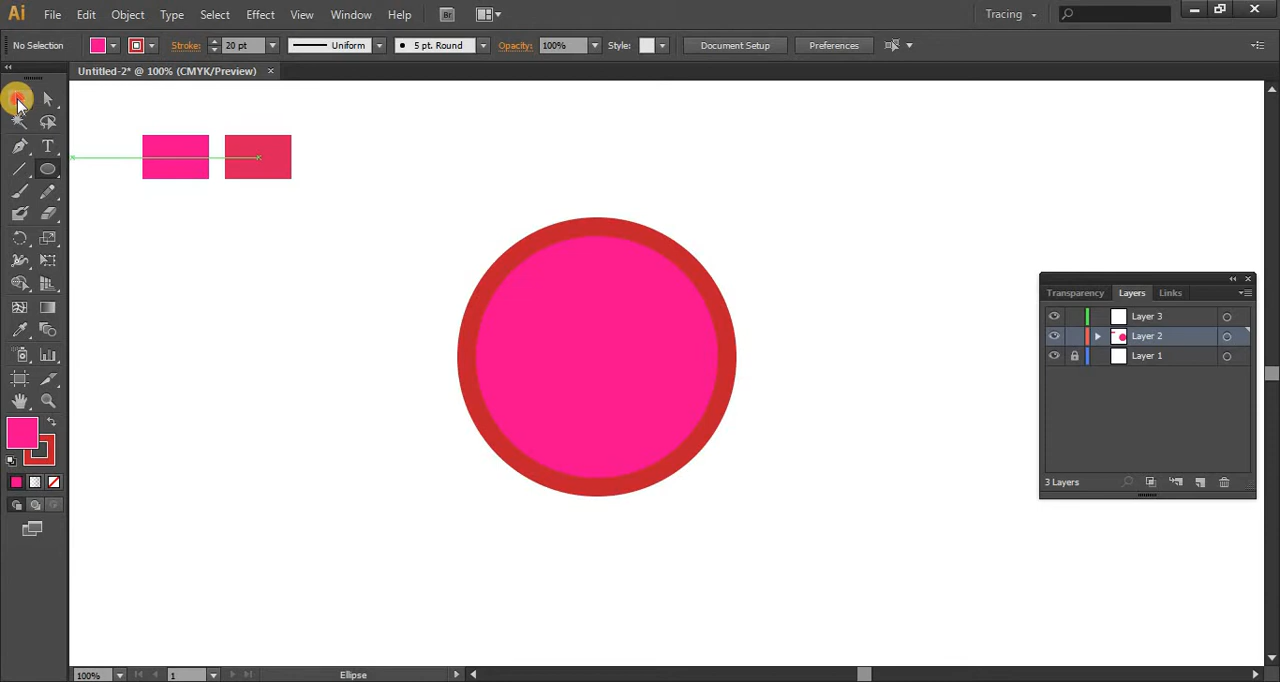 Ai File Edit Object Type Select Effect View Window Help Br Tracing
No Selection Stroke: 20 pt Uniform 5 pt. Round Opacity: 100% Style: Document Setup Preferences
Untitled-2* @ 100% (CMYK/Preview) ×
T
Transparency Layers Links
Layer 3
Layer 2
Layer 1
3 Layers
100% 1 Ellipse